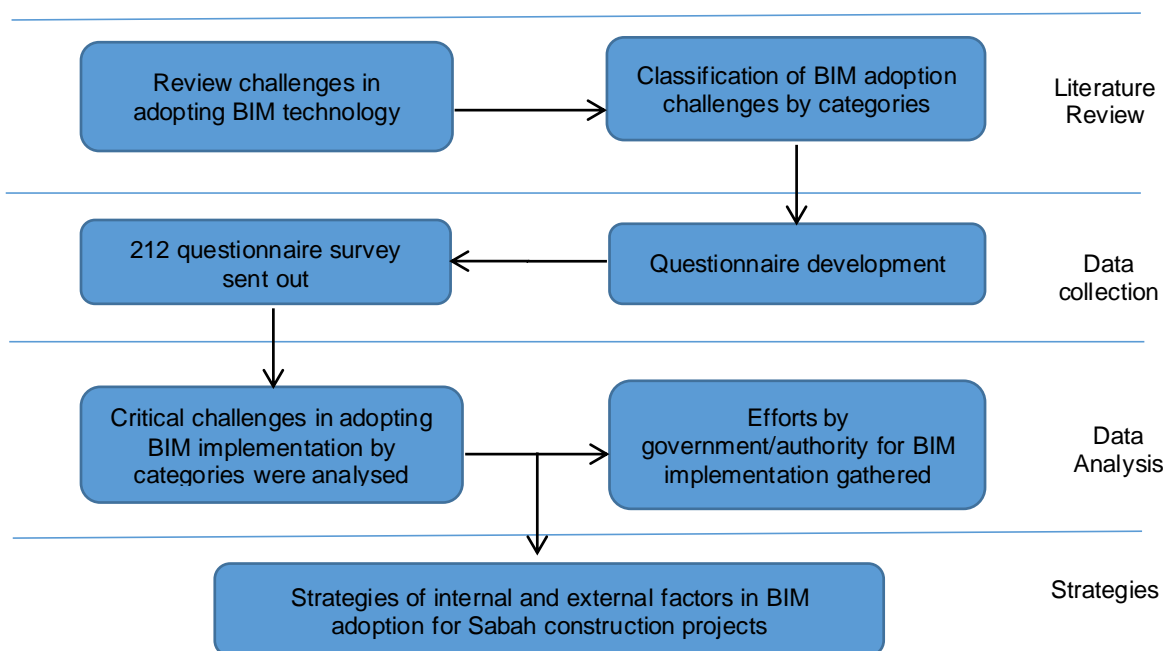 Review challenges in
adopting BIM technology
Classification of BIM adoption
challenges by categories
Literature
Review
212 questionnaire survey
sent out
Questionnaire development
Data
collection
Critical challenges in adopting
BIM implementation by
categories were analysed
Efforts by
government/authority for BIM
implementation gathered
Data
Analysis
Strategies of internal and external factors in BIM
adoption for Sabah construction projects
Strategies